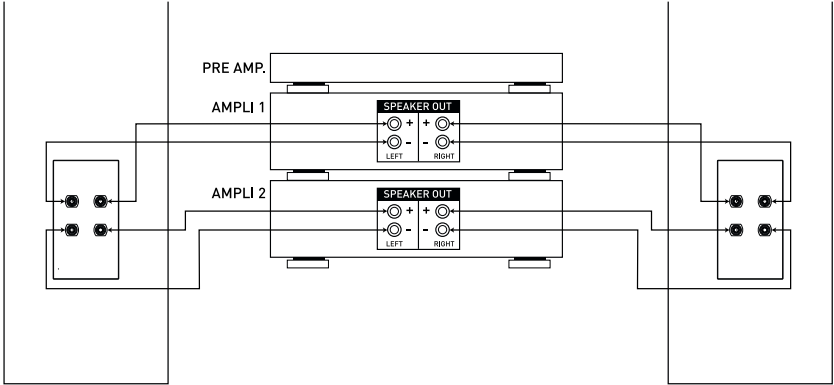 PRE AMP.
AMPLI 1
SPEAKER OUT
+ +
- -
LEFT RIGHT
AMPLI 2
SPEAKER OUT
+ +
- -
LEFT RIGHT